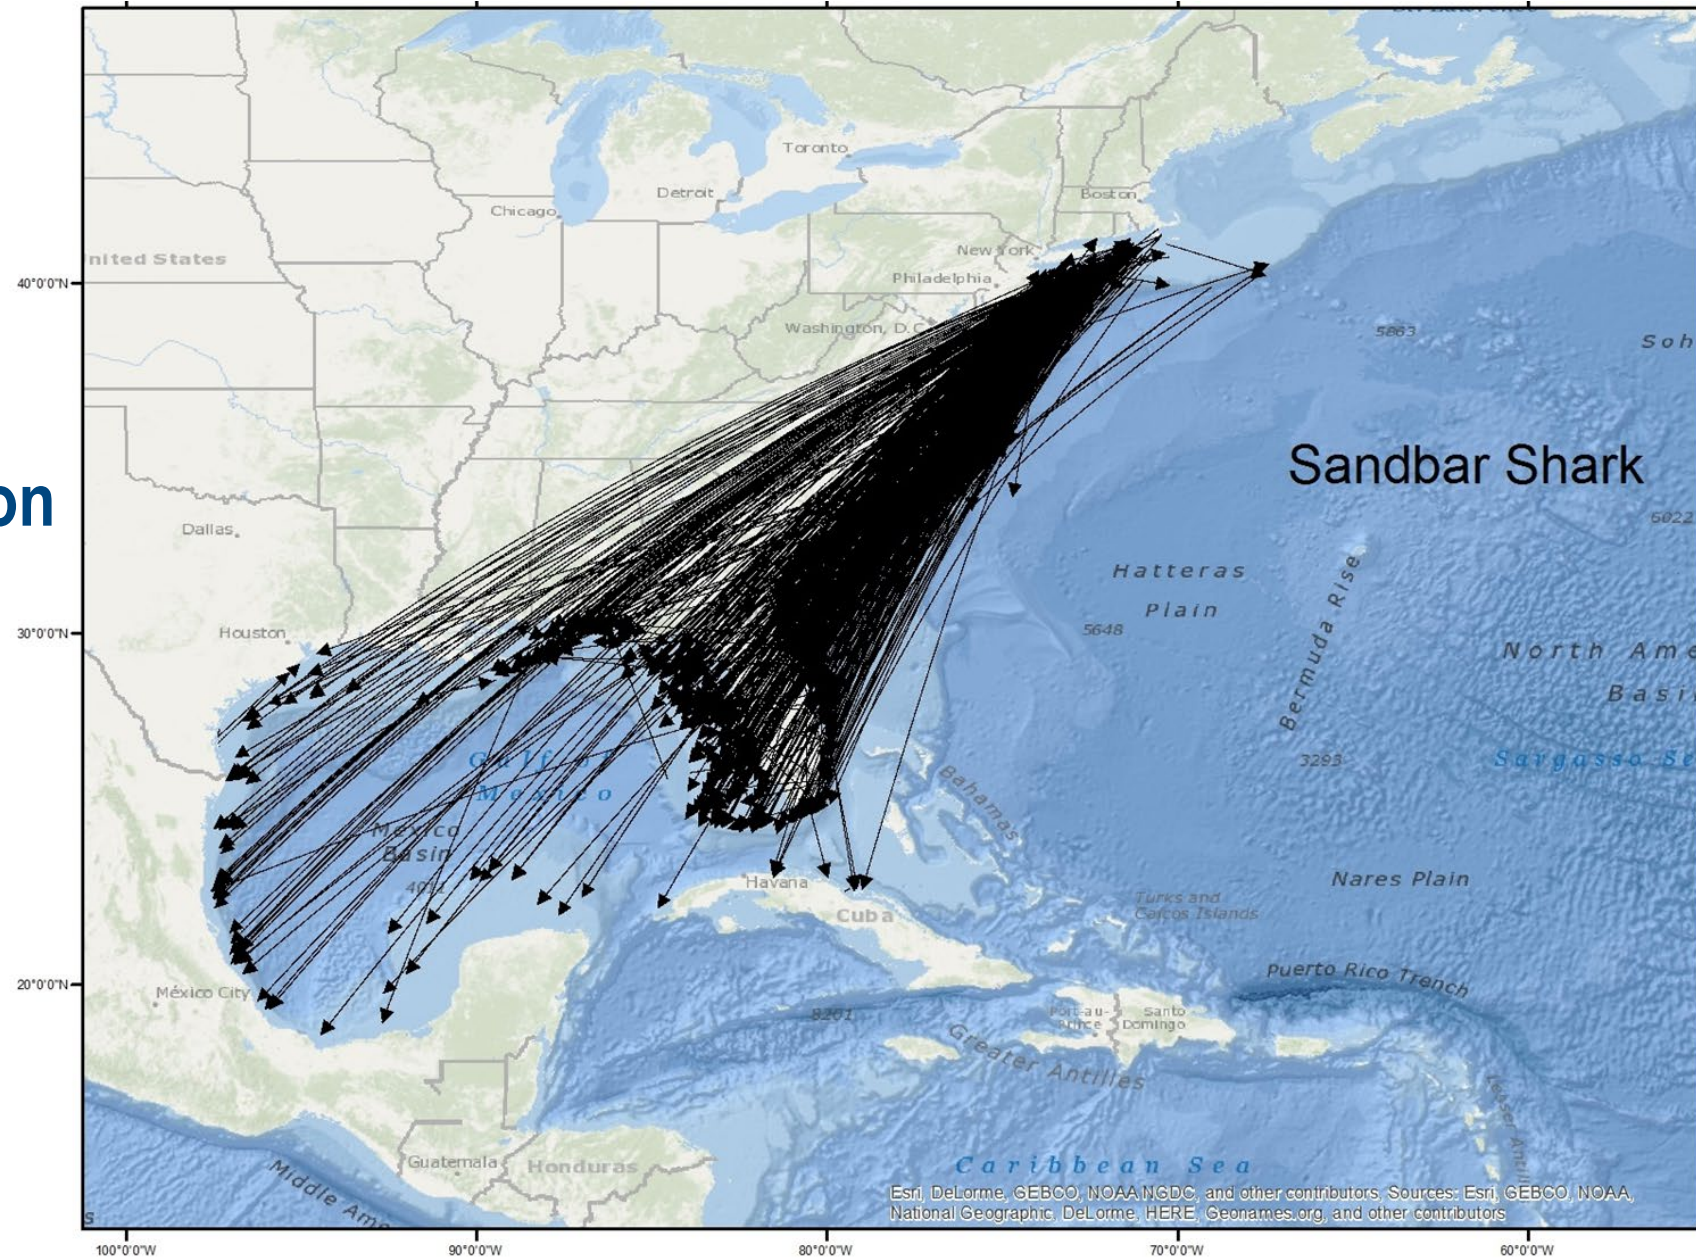 on
Toronto
Detroit
Boston
Chicago
New York
United States
Philadelphia
40°0'0"N
Washington, D.C
5863
Soh
Sandbar Shark
6022
Dallas
Hatteras
Plain
5648
Bermuda Rise
30°0'0"N
Houston
North Ame
Basi
3293
Sargasso Se
Gulf of
Mexico
Bahamas
Mexico
Basin
4011
Havana
Cuba
Nares Plain
Turks and
Caicos Islands
Puerto Rico Trench
20°0'0"N
México City
8201
Port-au-
Prince
Santo
Domingo
Greater Antilles
Lesser Antill
Guatemala
Honduras
Caribbean Sea
Middle Ame
Esri, DeLorme, GEBCO, NOAA NGDC, and other contributors, Sources: Esri, GEBCO, NOAA,
National Geographic, DeLorme, HERE, Geonames.org, and other contributors
s
100°0'0"W
90°0'0"W
80°0'0"W
70°0'0"W
60°0'0"W